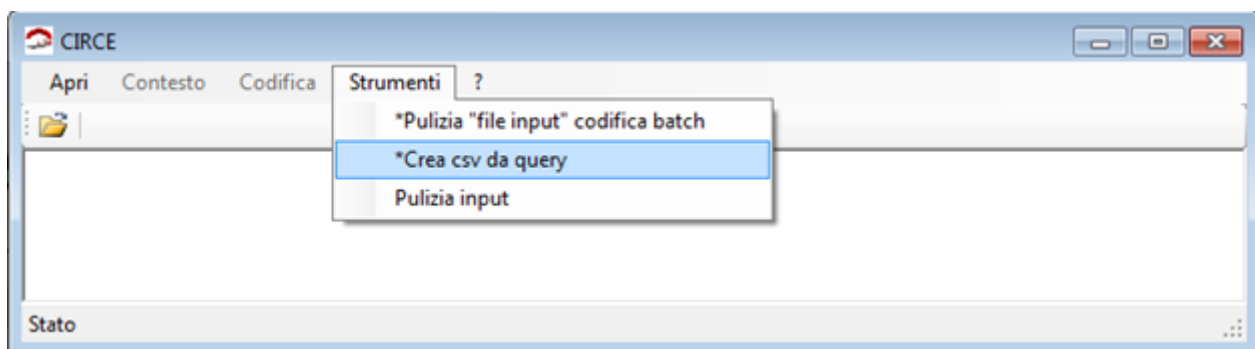 CIRCE
Apri Contesto Codifica Strumenti ?
*Pulizia "file input" codifica batch
*Crea csv da query
Pulizia input
Stato